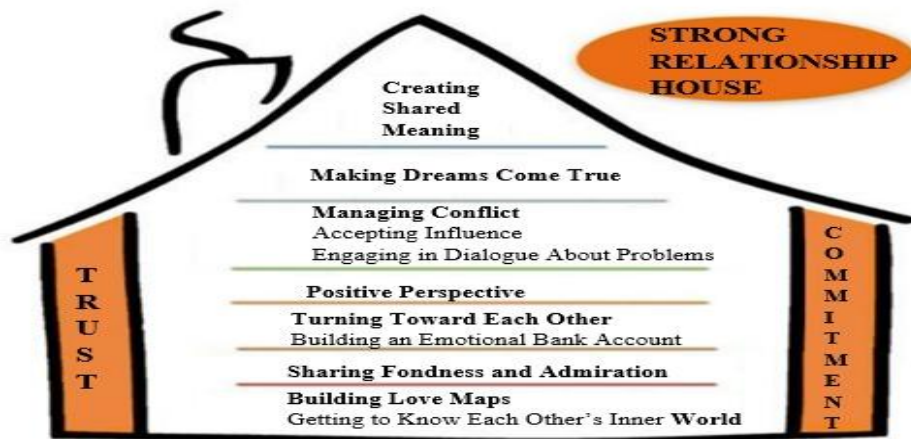 STRONG
RELATIONSHIP
HOUSE
Creating
Shared
Meaning
Making Dreams Come True
Managing Conflict
Accepting Influence
Engaging in Dialogue About Problems
Positive Perspective
Turning Toward Each Other
Building an Emotional Bank Account
Sharing Fondness and Admiration
Building Love Maps
Getting to Know Each Other's Inner World
TRUST
COMMITMENT